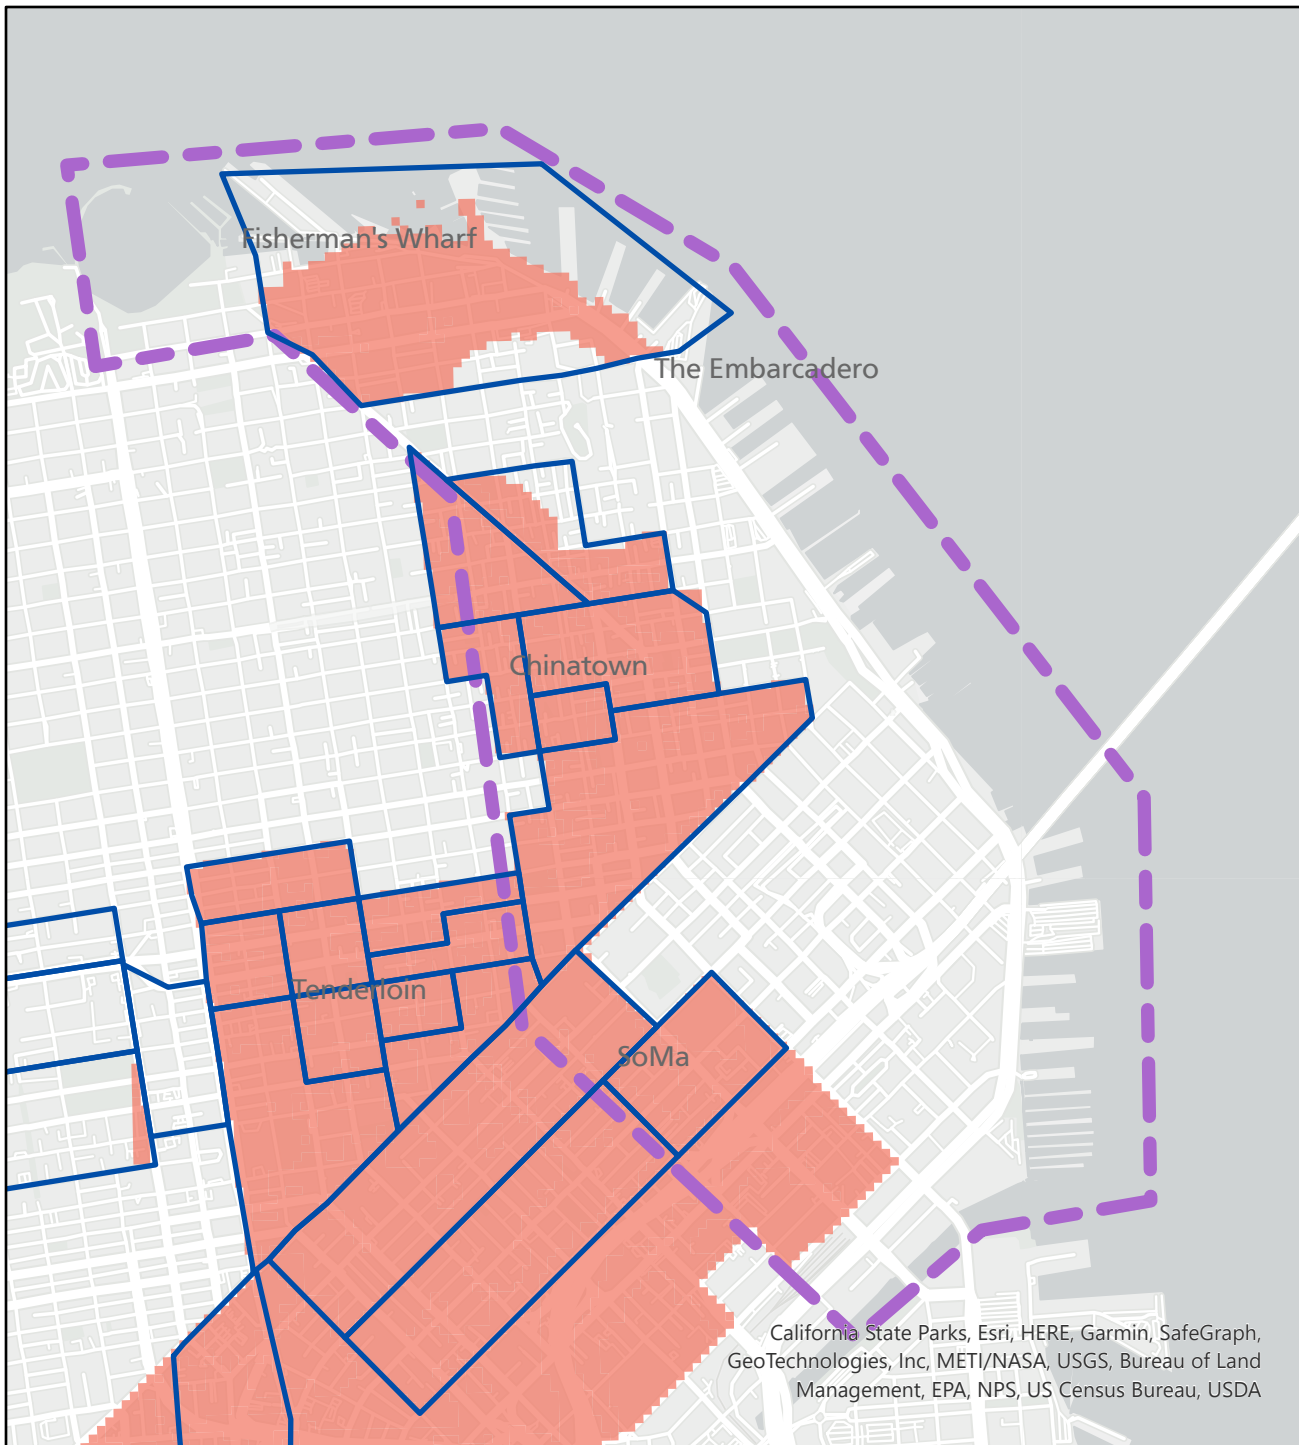 Fisherman's Wharf
The Embarcadero
Chinatown
Tenderloin
SoMa
California State Parks, Esri, HERE, Garmin, SafeGraph,
GeoTechnologies, Inc, METI/NASA, USGS, Bureau of Land
Management, EPA, NPS, US Census Bureau, USDA